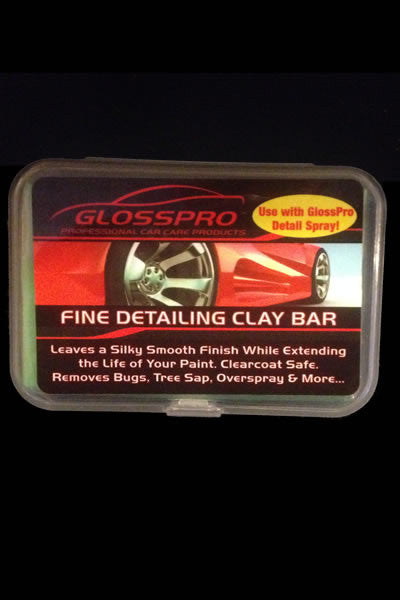 GLOSSPRO
PROFESSIONAL CAR CARE PRODUCTS
Use with GlossPro
Detail Spray!
FINE DETAILING CLAY BAR
Leaves a Silky Smooth Finish While Extending
the Life of Your Paint. Clearcoat Safe.
Removes Bugs, Tree Sap, Overspray & More...